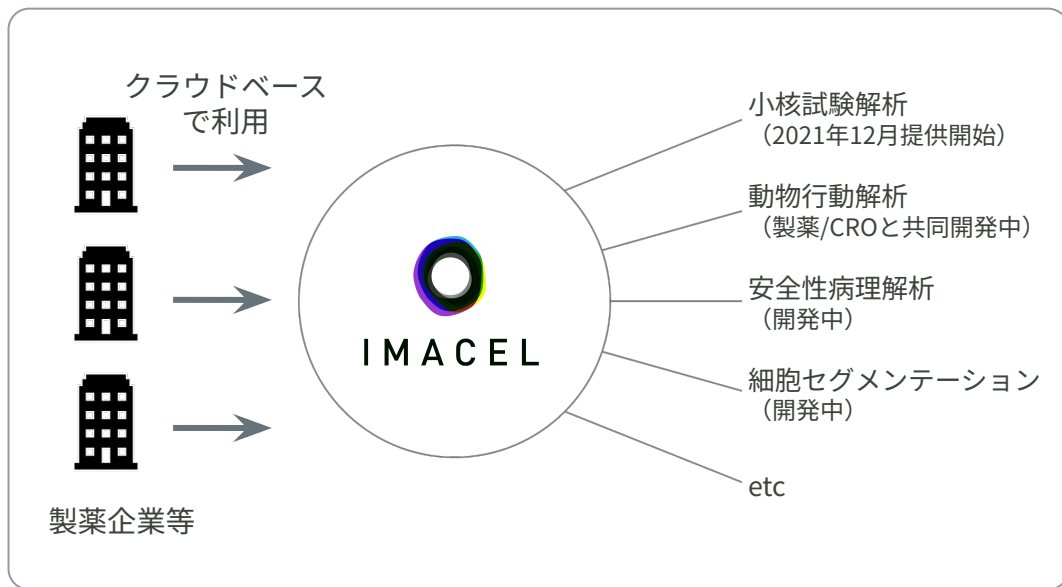 クラウドベース
で利用
製薬企業等
IMACEL
小核試験解析
（2021年12月提供開始）
動物行動解析
（製薬/CROと共同開発中）
安全性病理解析
（開発中）
細胞セグメンテーション
（開発中）
etc